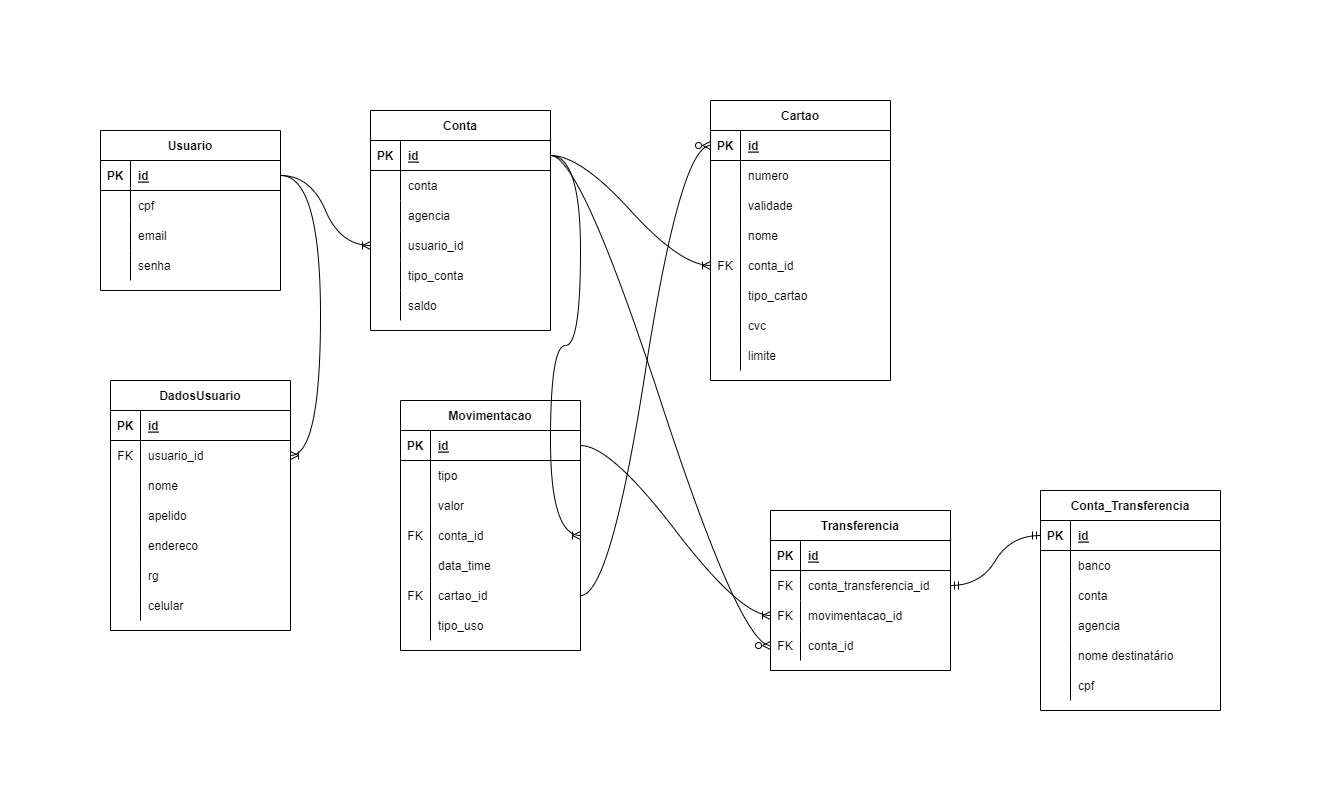 Usuario
PK id
cpf
email
senha
Conta
PK id
conta
agencia
usuario_id
tipo_conta
saldo
Cartao
PK id
numero
validade
nome
FK conta_id
tipo_cartao
cvc
limite
DadosUsuario
PK id
FK usuario_id
nome
apelido
endereco
rg
celular
Movimentacao
PK id
tipo
valor
FK conta_id
data_time
FK cartao_id
tipo_uso
Transferencia
PK id
FK conta_transferencia_id
FK movimentacao_id
FK conta_id
Conta_Transferencia
PK id
banco
conta
agencia
nome destinatário
cpf